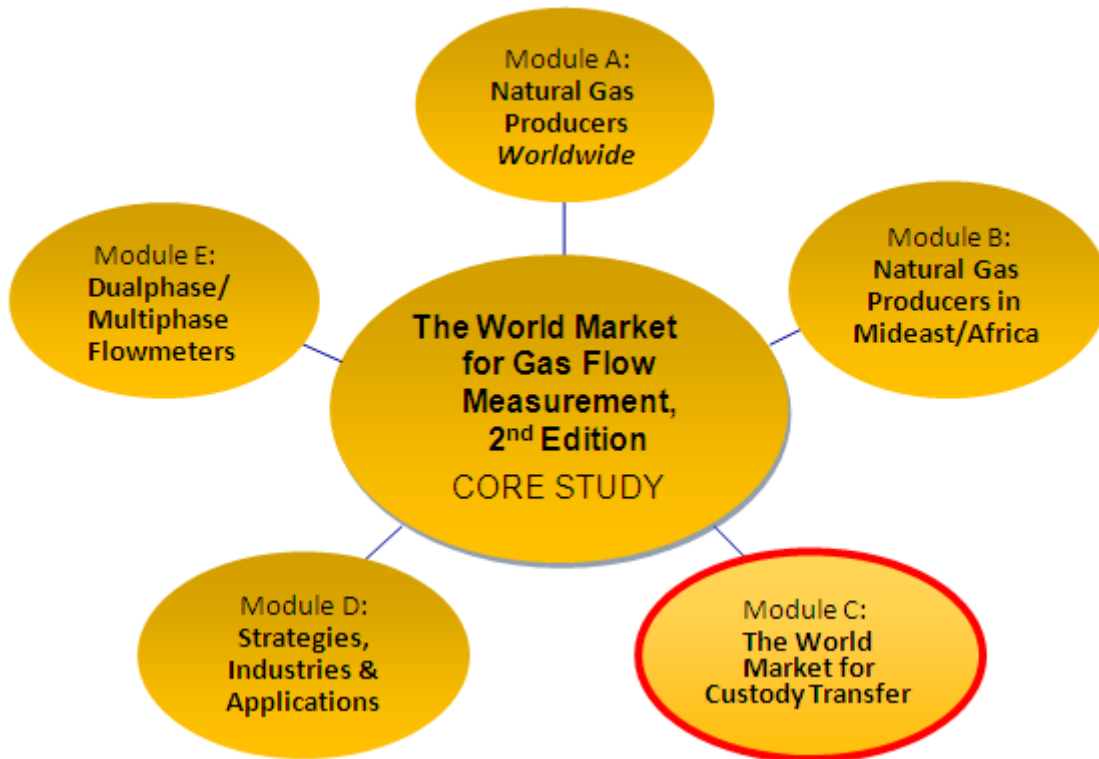 Module A:
Natural Gas
Producers
Worldwide
Module E:
Dualphase/
Multiphase
Flowmeters
Module B:
Natural Gas
Producers in
Mideast/Africa
The World Market
for Gas Flow
Measurement,
2nd Edition
CORE STUDY
Module D:
Strategies,
Industries &
Applications
Module C:
The World
Market for
Custody Transfer